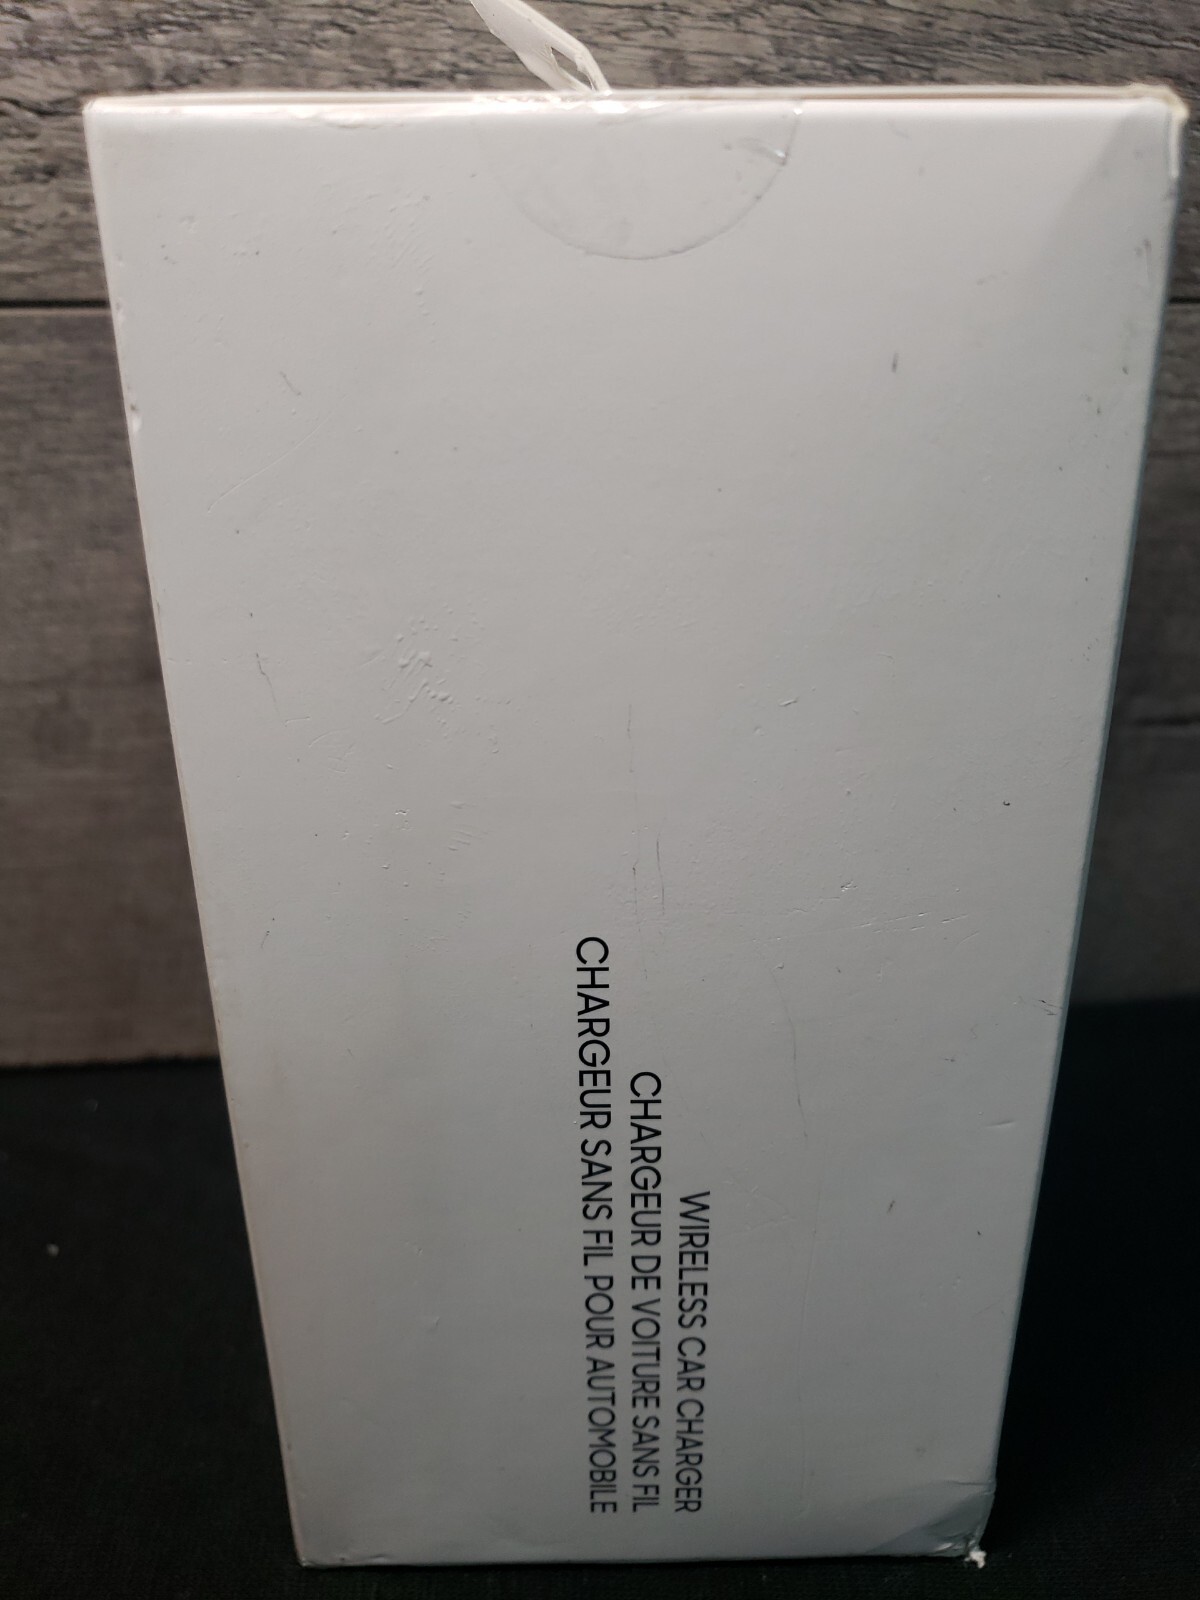 WIRELESS CAR CHARGER
CHARGEUR DE VOITURE SANS FIL
CHARGEUR SANS FIL POUR AUTOMOBILE